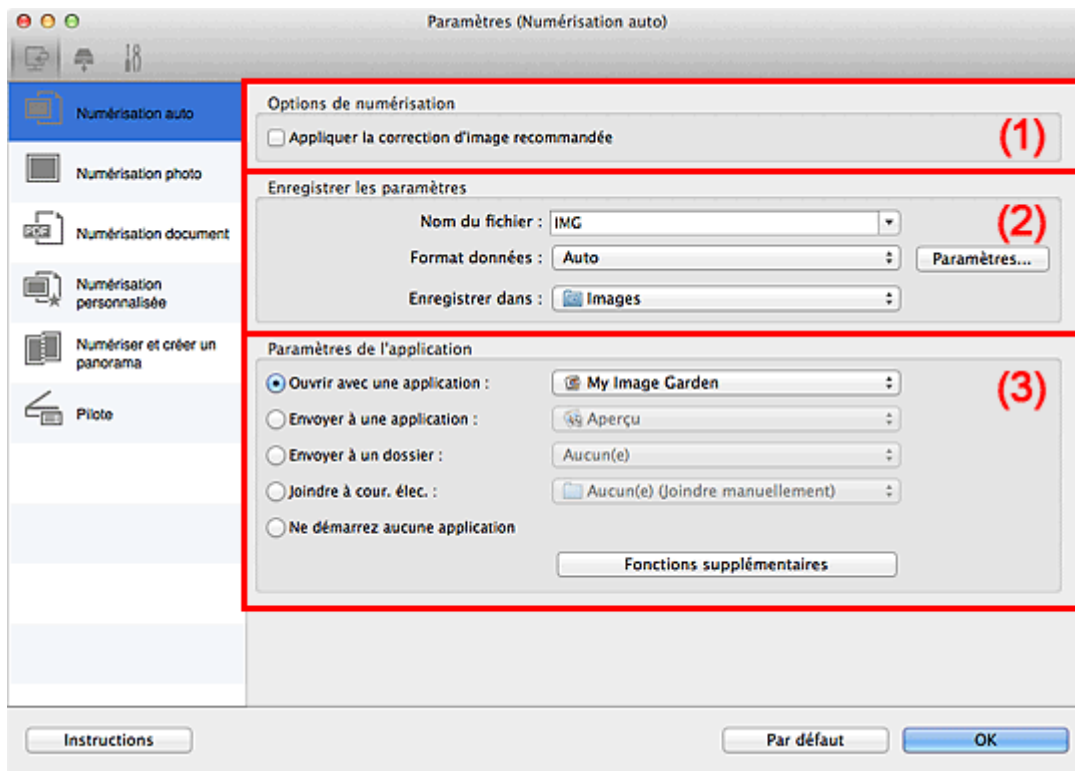 Paramètres (Numérisation auto)
Numérisation auto
Numérisation photo
PDF
Numérisation document
Numérisation
personnalisée
Numériser et créer un
panorama
Pilote
Options de numérisation
Appliquer la correction d'image recommandée
(1)
Enregistrer les paramètres
(2)
Nom du fichier : IMG
Format données : Auto Paramètres...
Enregistrer dans : Images
Paramètres de l'application
(3)
Ouvrir avec une application : My Image Garden
Envoyer à une application : Aperçu
Envoyer à un dossier : Aucun(e)
Joindre à cour. élec. : Aucun(e) (Joindre manuellement)
Ne démarrez aucune application
Fonctions supplémentaires
Instructions Par défaut OK